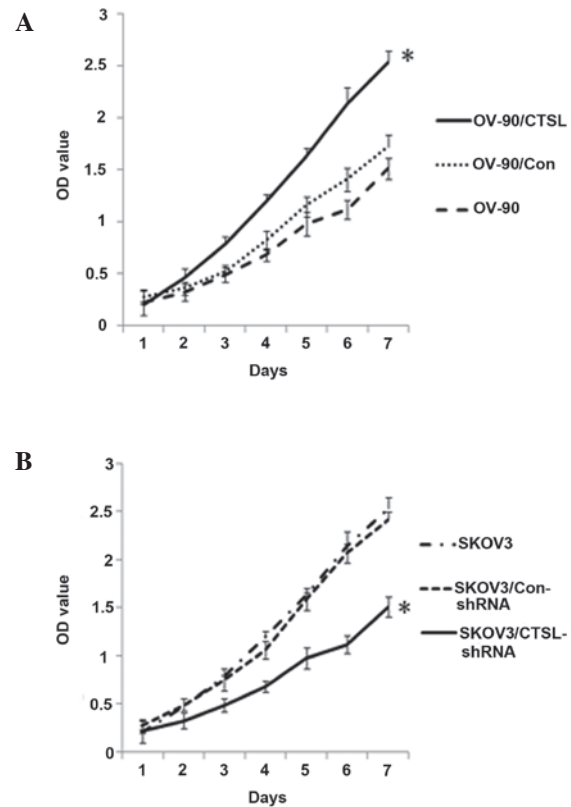 A
3
2.5
2
1.5
1
0.5
0
OD value
1 2 3 4 5 6 7
Days
*
OV-90/CTSL
OV-90/Con
OV-90
B
3
2.5
2
1.5
1
0.5
0
OD value
1 2 3 4 5 6 7
Days
*
SKOV3
SKOV3/Con-
shRNA
SKOV3/CTSL-
shRNA